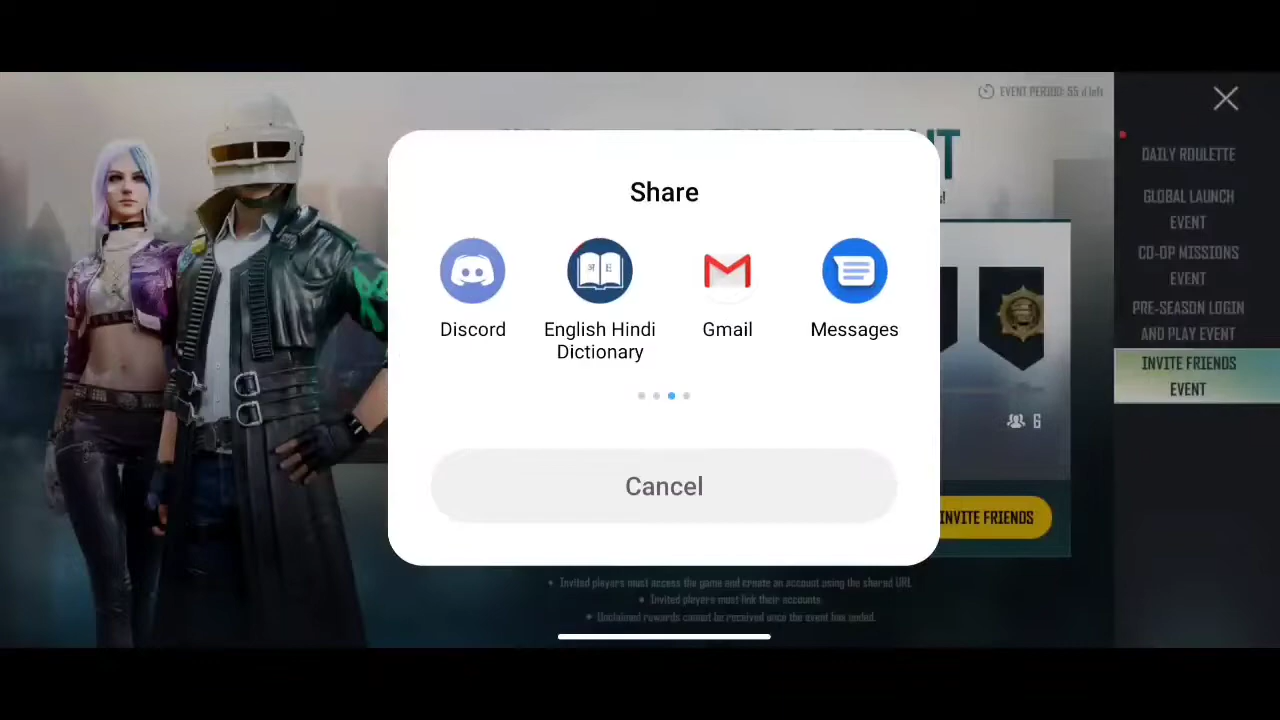 EVENT PERIOD: 55 d left
Share
Discord
English Hindi
Dictionary
Gmail
Messages
Cancel
6
INVITE FRIENDS
Invited players must access the game and create an account using the shared URL.
Invited players must link their accounts.
Unclaimed rewards cannot be received once the event has ended.
DAILY ROULETTE
GLOBAL LAUNCH
EVENT
CO-OP MISSIONS
EVENT
PRE-SEASON LOGIN
AND PLAY EVENT
INVITE FRIENDS
EVENT